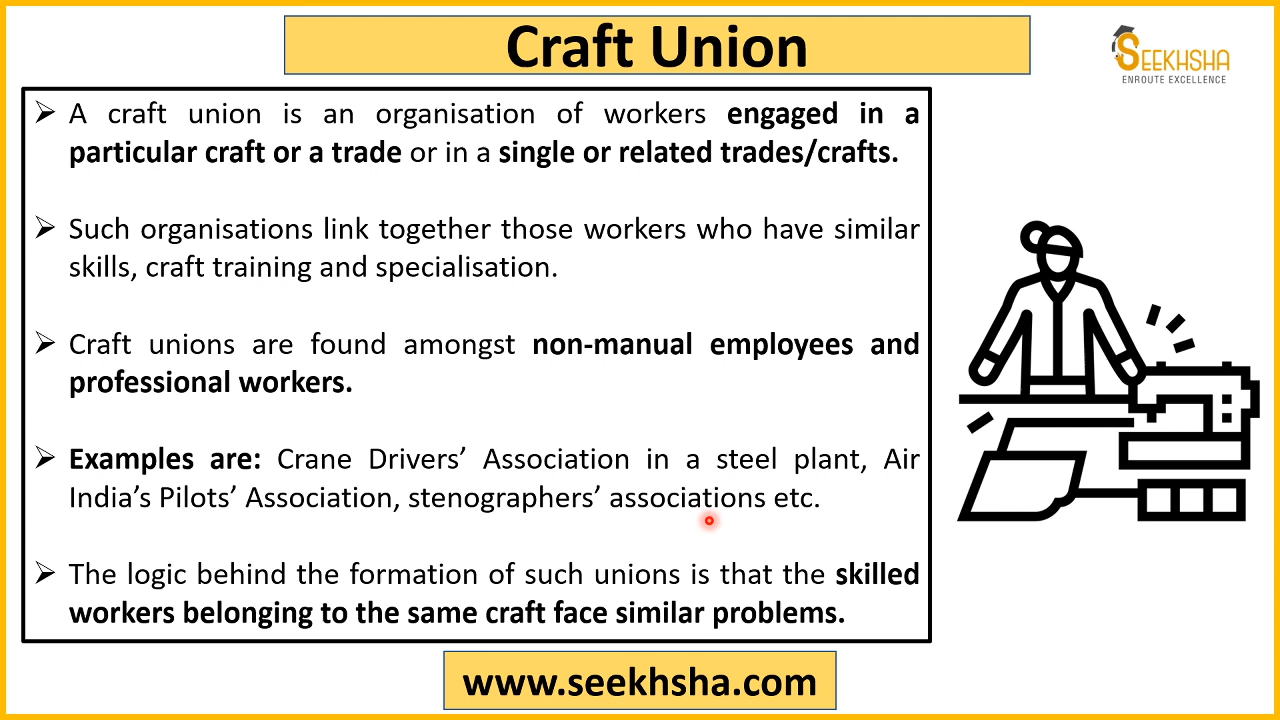 Craft Union
SEEKHSHA
ENROUTE EXCELLENCE
➢ A craft union is an organisation of workers engaged in a
particular craft or a trade or in a single or related trades/crafts.
➢ Such organisations link together those workers who have similar
skills, craft training and specialisation.
➢ Craft unions are found amongst non-manual employees and
professional workers.
➢ Examples are: Crane Drivers’ Association in a steel plant, Air
India’s Pilots’ Association, stenographers’ associations etc.
➢ The logic behind the formation of such unions is that the skilled
workers belonging to the same craft face similar problems.
www.seekhsha.com